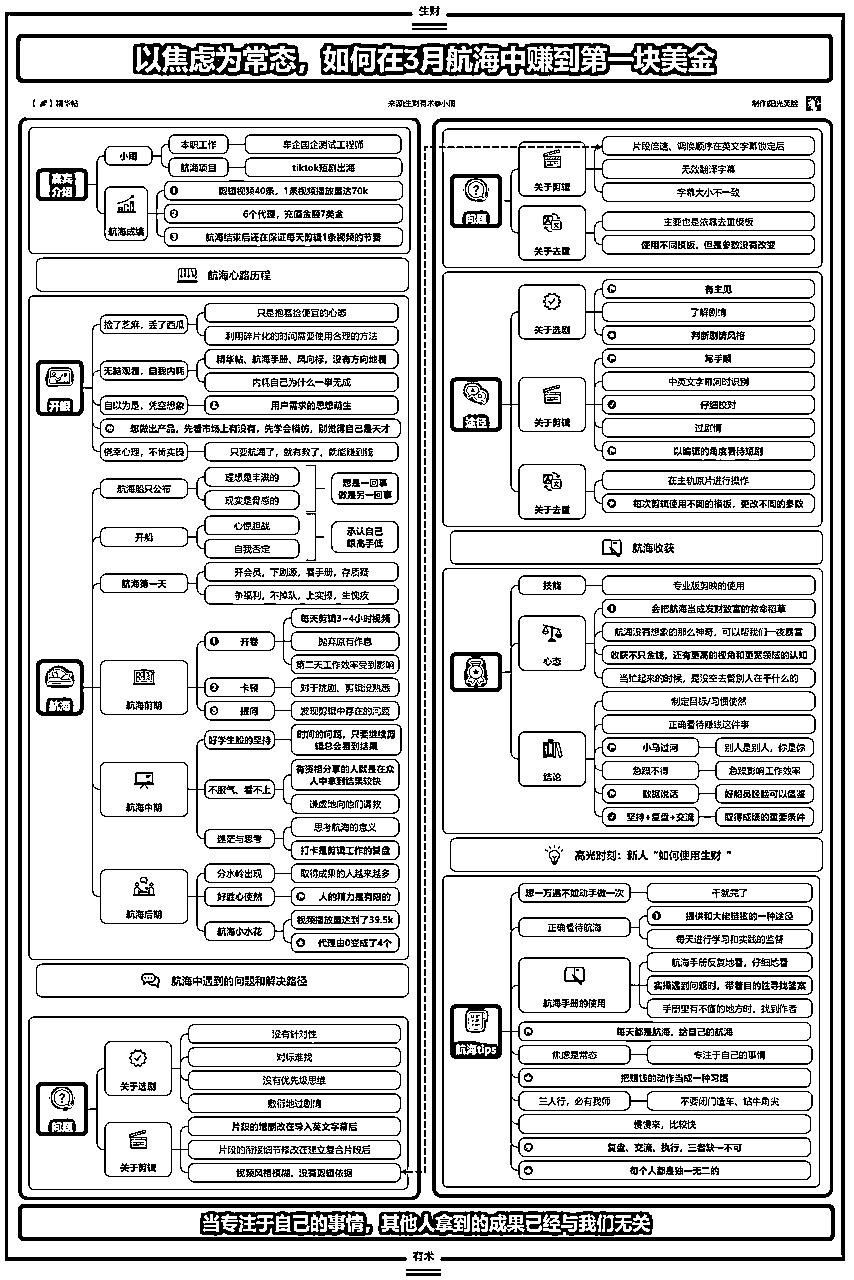 生财
以焦虑为常态，如何在3月航海中赚到第一块美金
精华帖
来源:生财有术@小雨
介绍
小雨
本职工作
车企国企测试工程师
航海项目
tiktok短剧出海
航海成绩
剪辑视频40条，1条视频播放量达70k
6个代理，充值金额7美金
航海结束后还在保证每天剪辑1条视频的节奏
航海心路历程
开船
捡了芝麻，丢了西瓜
只是抱着捡便宜的心态
利用碎片化的时间需要使用合理的方法
无脑观看，自我内耗
精华帖、航海手册、风向标，没有方向地看
内耗自己为什么一事无成
自以为是，凭空想象
用户需求的思想萌生
想做出产品，先看市场上有没有，先学会模仿，别觉得自己是天才
侥幸心理，不肯实操
只要航海了，就有救了，就能赚到钱
航海
航海船只公布
理想是丰满的
现实是骨感的
想是一回事
做是另一回事
开船
心惊胆战
自我否定
承认自己
眼高手低
航海第一天
开会员，下剧源，看手册，存质疑
争福利，不掉队，上实操，生愧疚
航海前期
开卷
每天剪辑3~4小时视频
抛弃原有作息
第二天工作效率受到影响
卡顿
对于挑剧、剪辑没熟悉
提问
发现剪辑中存在的问题
航海中期
好学生脸的坚持
时间的问题，只要继续剪
辑总会看到结果
不服气、看不上
有资格分享的人就是在众
人中拿到结果较快
谦虚地向他们请教
迷茫与思考
思考航海的意义
打卡是剪辑工作的复盘
航海后期
分水岭出现
取得成果的人越来越多
好胜心使然
人的精力是有限的
航海小水花
视频播放量达到了39.5k
代理由0变成了4个
航海中遇到的问题和解决路径
问题
关于选剧
没有针对性
对标难找
没有优先级思维
敷衍地过剧情
关于剪辑
片段的增删改在导入英文字幕后
片段的衔接细节修改在建立复合片段后
视频风格模糊，没有剪辑依据
问题
关于剪辑
片段倍速、调换顺序在英文字幕锁定后
无效翻译字幕
字幕大小不一致
关于去重
主要也是依靠去重模板
使用不同模板，但是参数没有改变
途径
关于选剧
有主见
了解剧情
判断剧情风格
关于剪辑
写手顺
中英文字幕同时识别
仔细校对
过剧情
以编辑的角度看待短剧
关于去重
在主轨原片进行操作
每次剪辑使用不同的模板，更改不同的参数
航海收获
技能
专业版剪映的使用
心态
会把航海当成发财致富的救命稻草
航海没有想象的那么神奇，可以帮我们一夜暴富
收获不只金钱，还有更高的视角和更宽领域的认知
当忙起来的时候，是没空去管别人在干什么的
结论
制定目标/习惯使然
正确看待赚钱这件事
小马过河
别人是别人，你是你
急躁不得
急躁影响工作效率
数据说话
好船员经验可以借鉴
坚持+复盘+交流
取得成绩的重要条件
高光时刻：新人“如何使用生财”
航海tips
想一万遍不如动手做一次
干就完了
正确看待航海
提供和大佬链接的一种途径
每天进行学习和实践的监督
航海手册的使用
航海手册反复地看，仔细地看
实操遇到问题时，带着目的性寻找答案
手册里有不懂的地方时，找到作者
每天都是航海，给自己的航海
焦虑是常态
专注于自己的事情
把赚钱的动作当成一种习惯
三人行，必有我师
不要闭门造车、钻牛角尖
慢慢来，比较快
复盘、交流、执行，三者缺一不可
每个人都是独一无二的
当专注于自己的事情，其他人拿到的成果已经与我们无关
有术